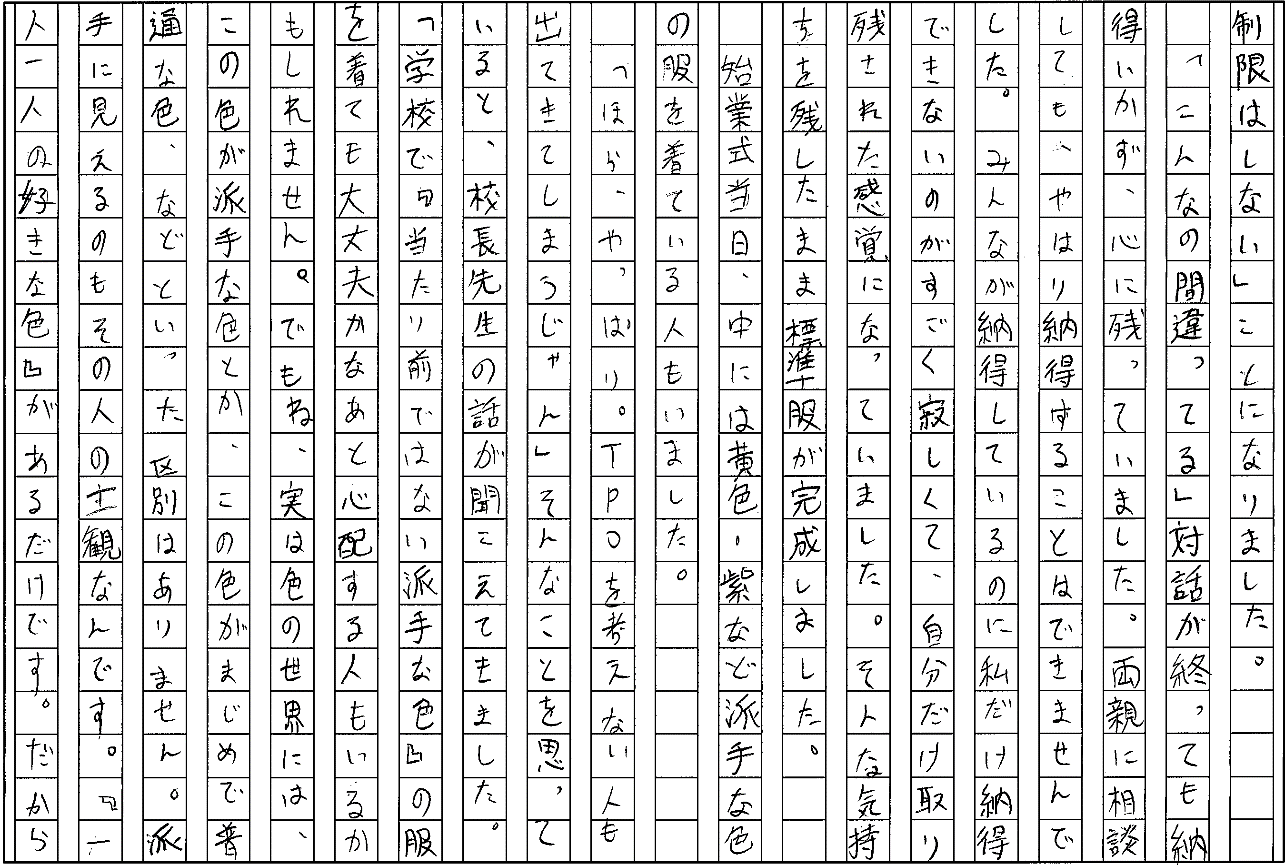 制限はしない」ことになりました。
「こんなの間違ってる」対話が終っても納
得いかず、心に残っていました。両親に相談
しても、やはり納得することはできませんで
した。みんなが納得しているのに私だけ納得
できないのがすごく寂しくて、自分だけ取り
残された感覚になっていました。そんな気持
ちを残したまま標準服が完成しました。
始業式当日、中には黄色・紫など派手な色
の服を着ている人もいました。
「ほら、やっぱり。TPOを考えない人も
出てきてしまうじゃん」そんなことを思って
いると、校長先生の話が聞こえてきました。
「学校で『当たり前ではない派手な色』の服
を着ても大大夫かなあと心配する人もいるか
もしれません。でもね、実は色の世界には、
この色が派手な色とか、この色がまじめで普
通な色、などといった区別はありません。派
手に見えるのもその人の主観なんです。『一
人一人の好きな色』があるだけです。だから